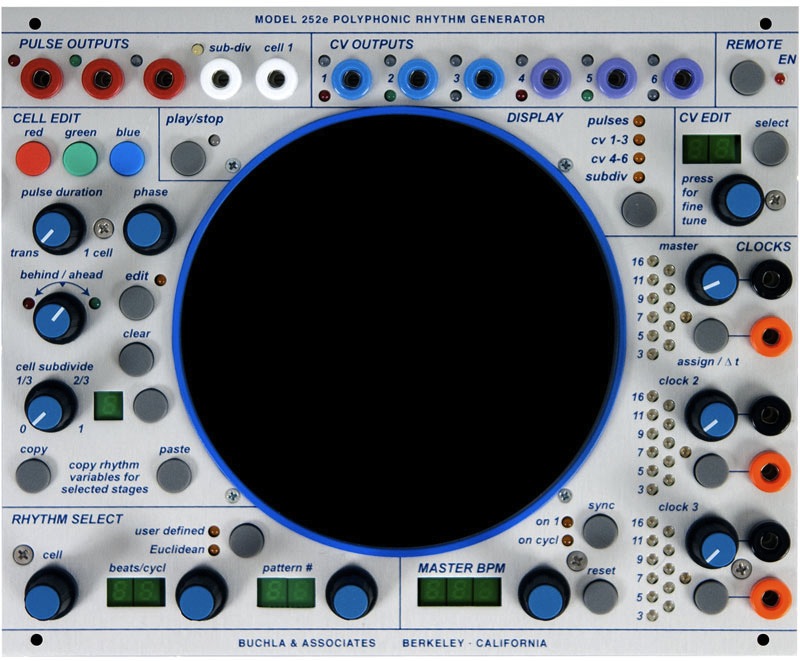 MODEL 252e POLYPHONIC RHYTHM GENERATOR
PULSE OUTPUTS
sub-div
cell 1
CV OUTPUTS
1
2
3
4
5
6
REMOTE
EN
CELL EDIT
red
green
blue
play/stop
DISPLAY
pulses
cv 1-3
cv 4-6
subdiv
CV EDIT
select
press
for
fine
tune
pulse duration
phase
trans
1 cell
behind / ahead
edit
clear
cell subdivide
1/3
2/3
0
1
copy
paste
copy rhythm
variables for
selected stages
master
CLOCKS
16
11
9
7
5
3
assign / Δ t
clock 2
16
11
9
7
5
3
clock 3
16
11
9
7
5
3
RHYTHM SELECT
user defined
Euclidean
cell
beats/cycl
pattern #
sync
on 1
on cycl
MASTER BPM
reset
BUCHLA & ASSOCIATES
BERKELEY · CALIFORNIA